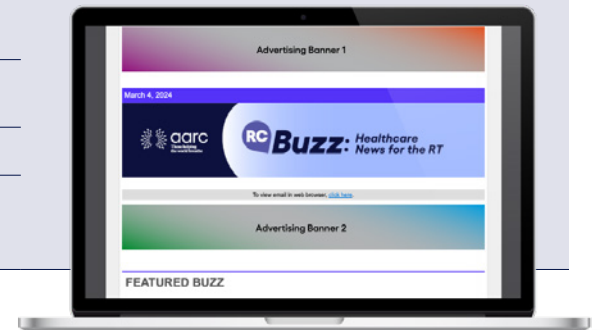 Advertising Banner 1
March 4, 2024
aarc
RC
Buzz: Healthcare
News for the RT
To view email in web browser, click here.
Advertising Banner 2
FEATURED BUZZ